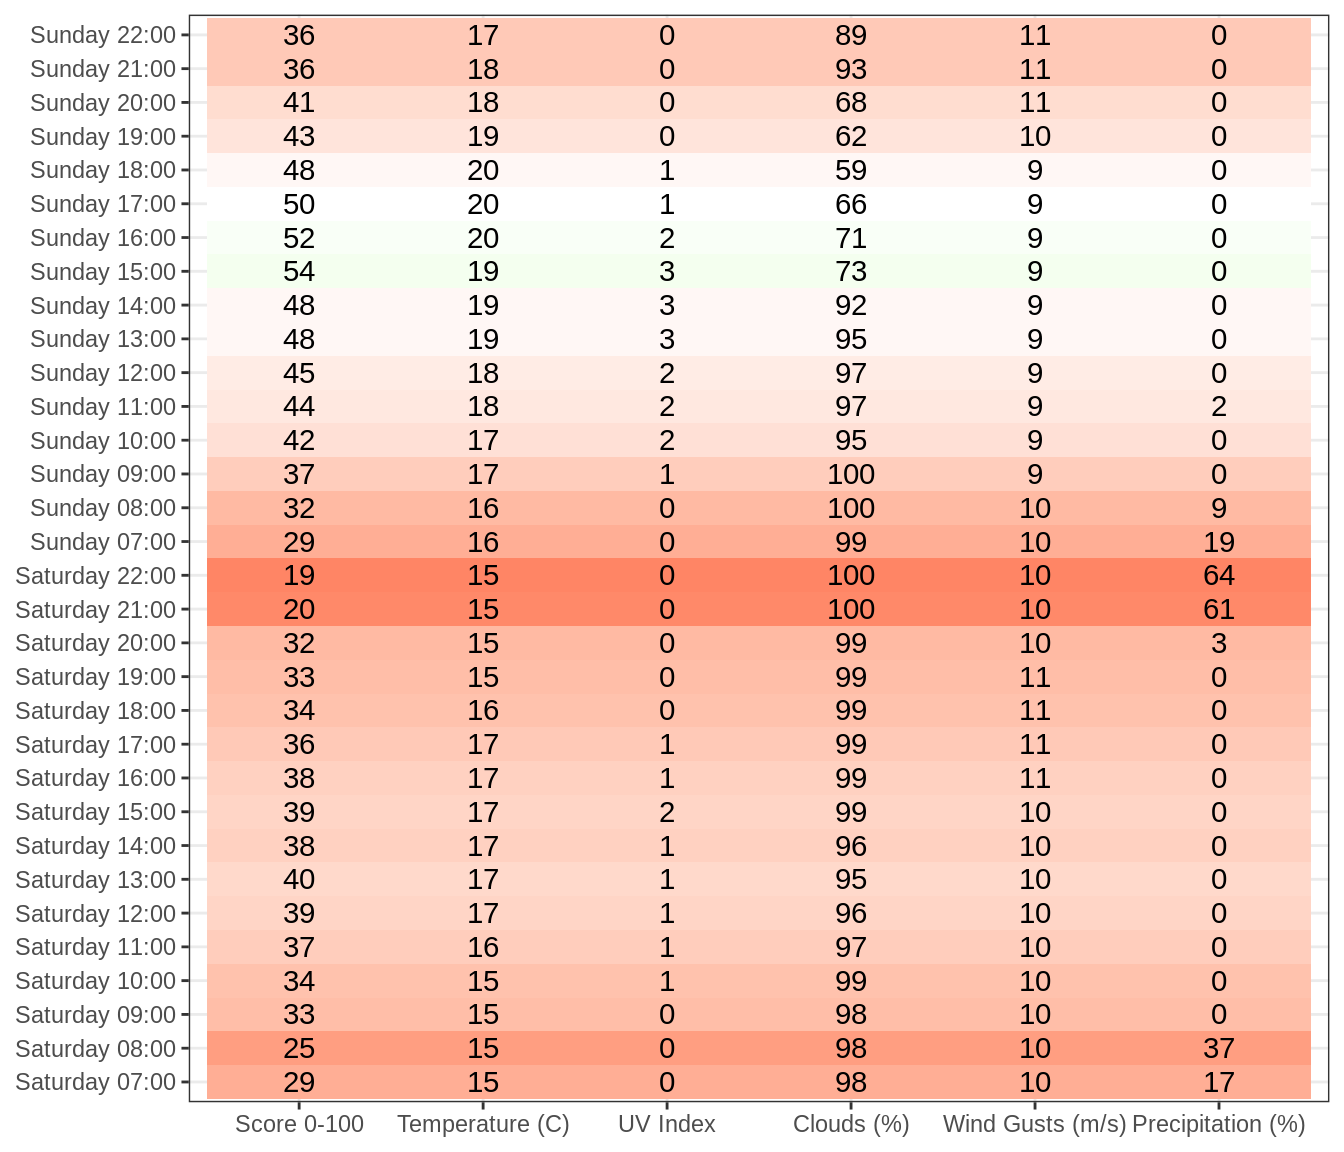 Sunday 22:00 36 17 0 89 11 0
Sunday 21:00 36 18 0 93 11 0
Sunday 20:00 41 18 0 68 11 0
Sunday 19:00 43 19 0 62 10 0
Sunday 18:00 48 20 1 59 9 0
Sunday 17:00 50 20 1 66 9 0
Sunday 16:00 52 20 2 71 9 0
Sunday 15:00 54 19 3 73 9 0
Sunday 14:00 48 19 3 92 9 0
Sunday 13:00 48 19 3 95 9 0
Sunday 12:00 45 18 2 97 9 0
Sunday 11:00 44 18 2 97 9 2
Sunday 10:00 42 17 2 95 9 0
Sunday 09:00 37 17 1 100 9 0
Sunday 08:00 32 16 0 100 10 9
Sunday 07:00 29 16 0 99 10 19
Saturday 22:00 19 15 0 100 10 64
Saturday 21:00 20 15 0 100 10 61
Saturday 20:00 32 15 0 99 10 3
Saturday 19:00 33 15 0 99 11 0
Saturday 18:00 34 16 0 99 11 0
Saturday 17:00 36 17 1 99 11 0
Saturday 16:00 38 17 1 99 11 0
Saturday 15:00 39 17 2 99 10 0
Saturday 14:00 38 17 1 96 10 0
Saturday 13:00 40 17 1 95 10 0
Saturday 12:00 39 17 1 96 10 0
Saturday 11:00 37 16 1 97 10 0
Saturday 10:00 34 15 1 99 10 0
Saturday 09:00 33 15 0 98 10 0
Saturday 08:00 25 15 0 98 10 37
Saturday 07:00 29 15 0 98 10 17
Score 0-100 Temperature (C) UV Index Clouds (%) Wind Gusts (m/s) Precipitation (%)